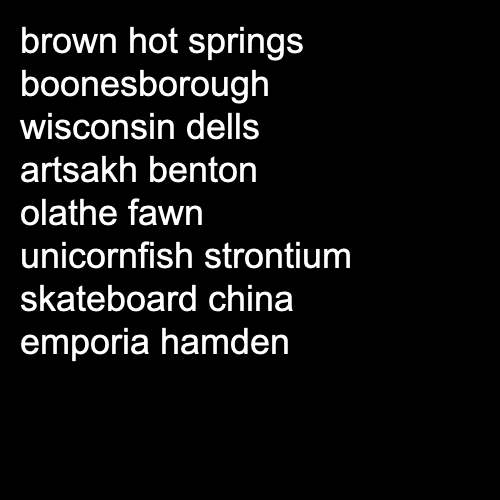 brown hot springs
boonesborough
wisconsin dells
artsakh benton
olathe fawn
unicornfish strontium
skateboard china
emporia hamden